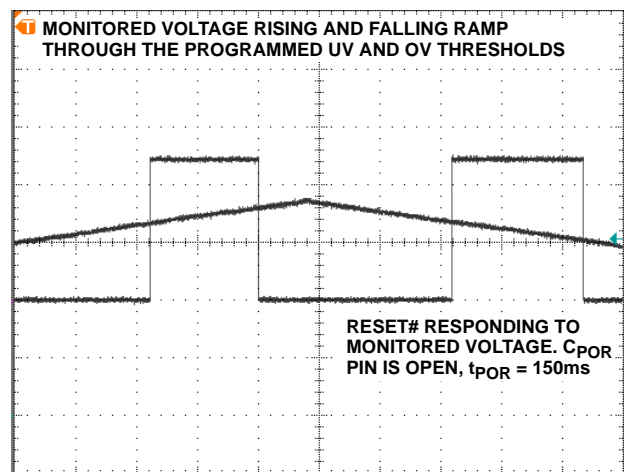 T
MONITORED VOLTAGE RISING AND FALLING RAMP
THROUGH THE PROGRAMMED UV AND OV THRESHOLDS
RESET# RESPONDING TO
MONITORED VOLTAGE. CPOR
PIN IS OPEN, tPOR = 150ms